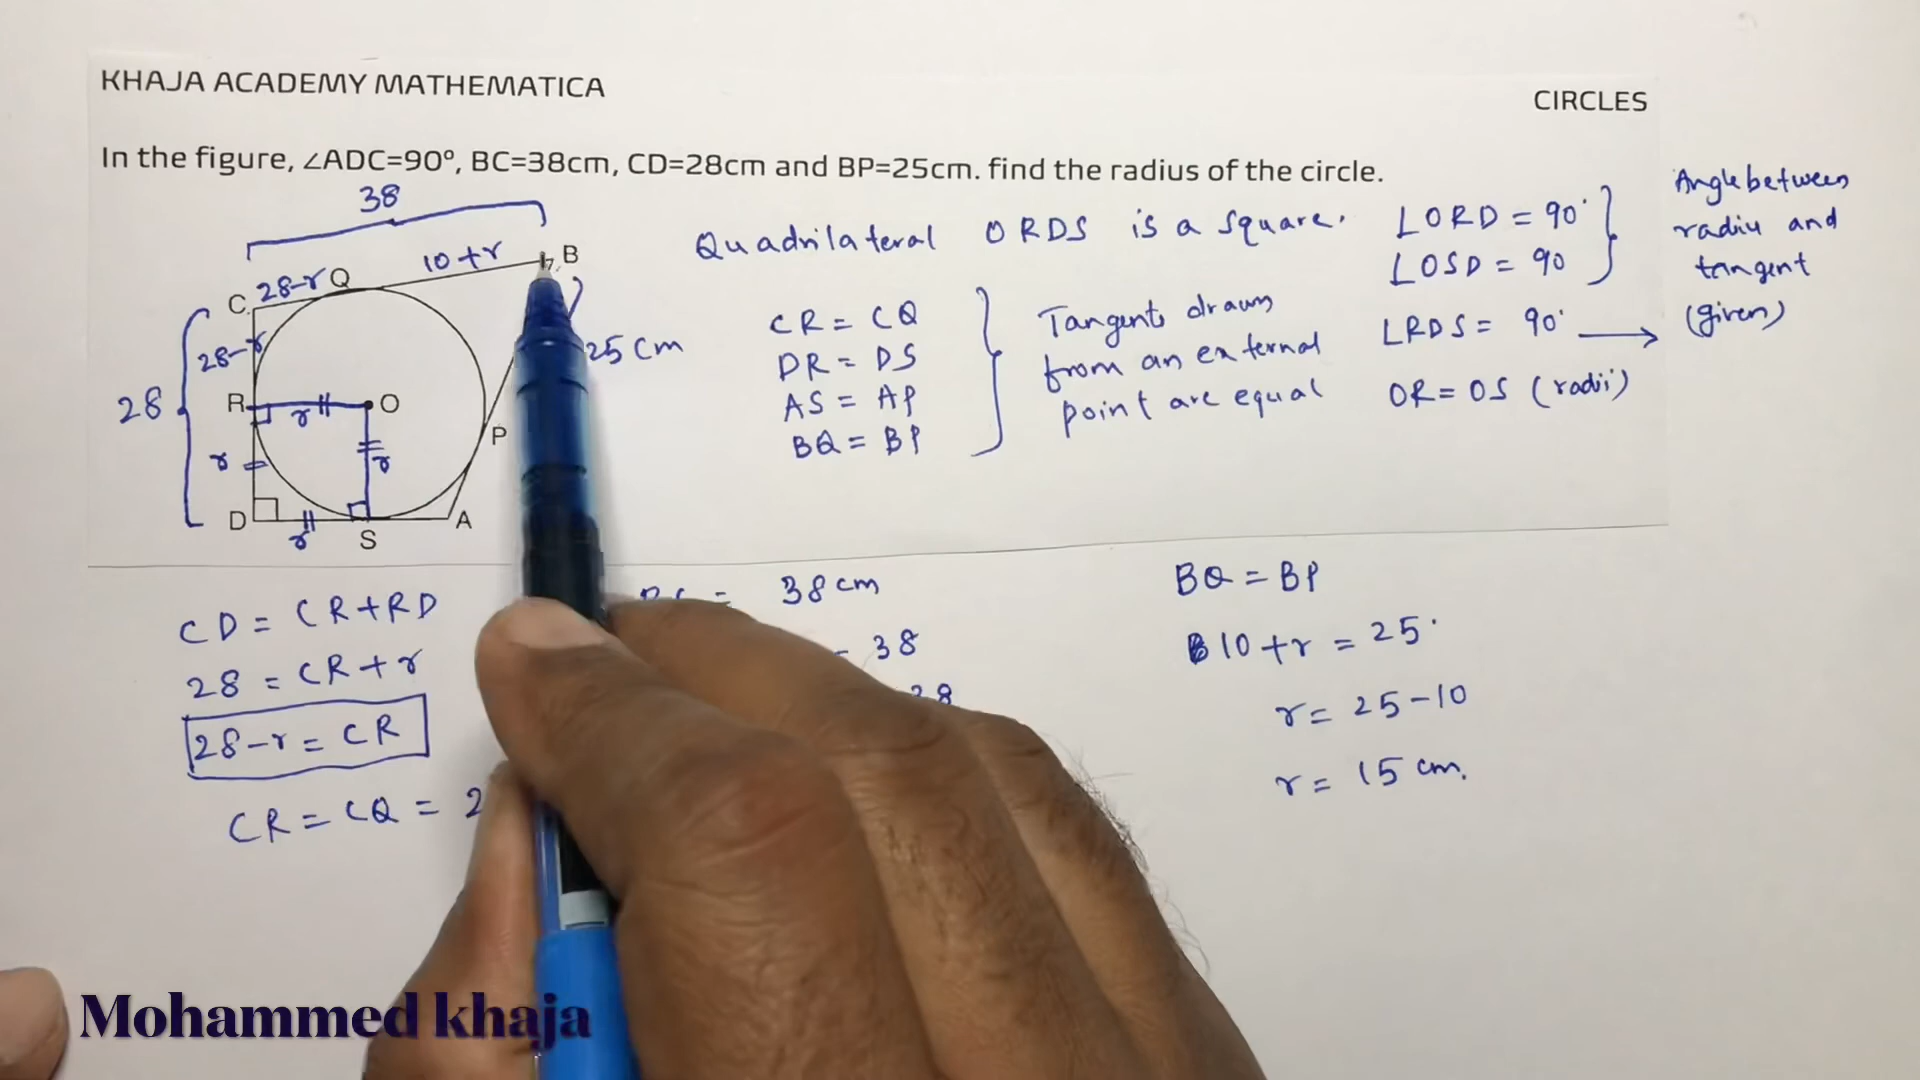 KHAJA ACADEMY MATHEMATICA
CIRCLES
In the figure, ∠ADC=90°, BC=38cm, CD=28cm and BP=25cm. find the radius of the circle.
38
10+r
B
28-r
Q
C
28-r
25 cm
28
R
r
O
P
r
r
D
r
S
A
Quadrilateral ORDS is a square.
CR = CQ
DR = DS
AS = AP
BQ = BP
Tangents drawn
from an external
point are equal
∠ORD = 90°
∠OSD = 90
∠RDS = 90°
OR = OS (radii)
Angle between
radius and
tangent
(given)
CD = CR+RD
28 = CR + r
28-r = CR
CR = CQ = 2
= 38 cm
= 38
38
BQ = BP
10+r = 25
r = 25-10
r = 15 cm.
Mohammed khaja